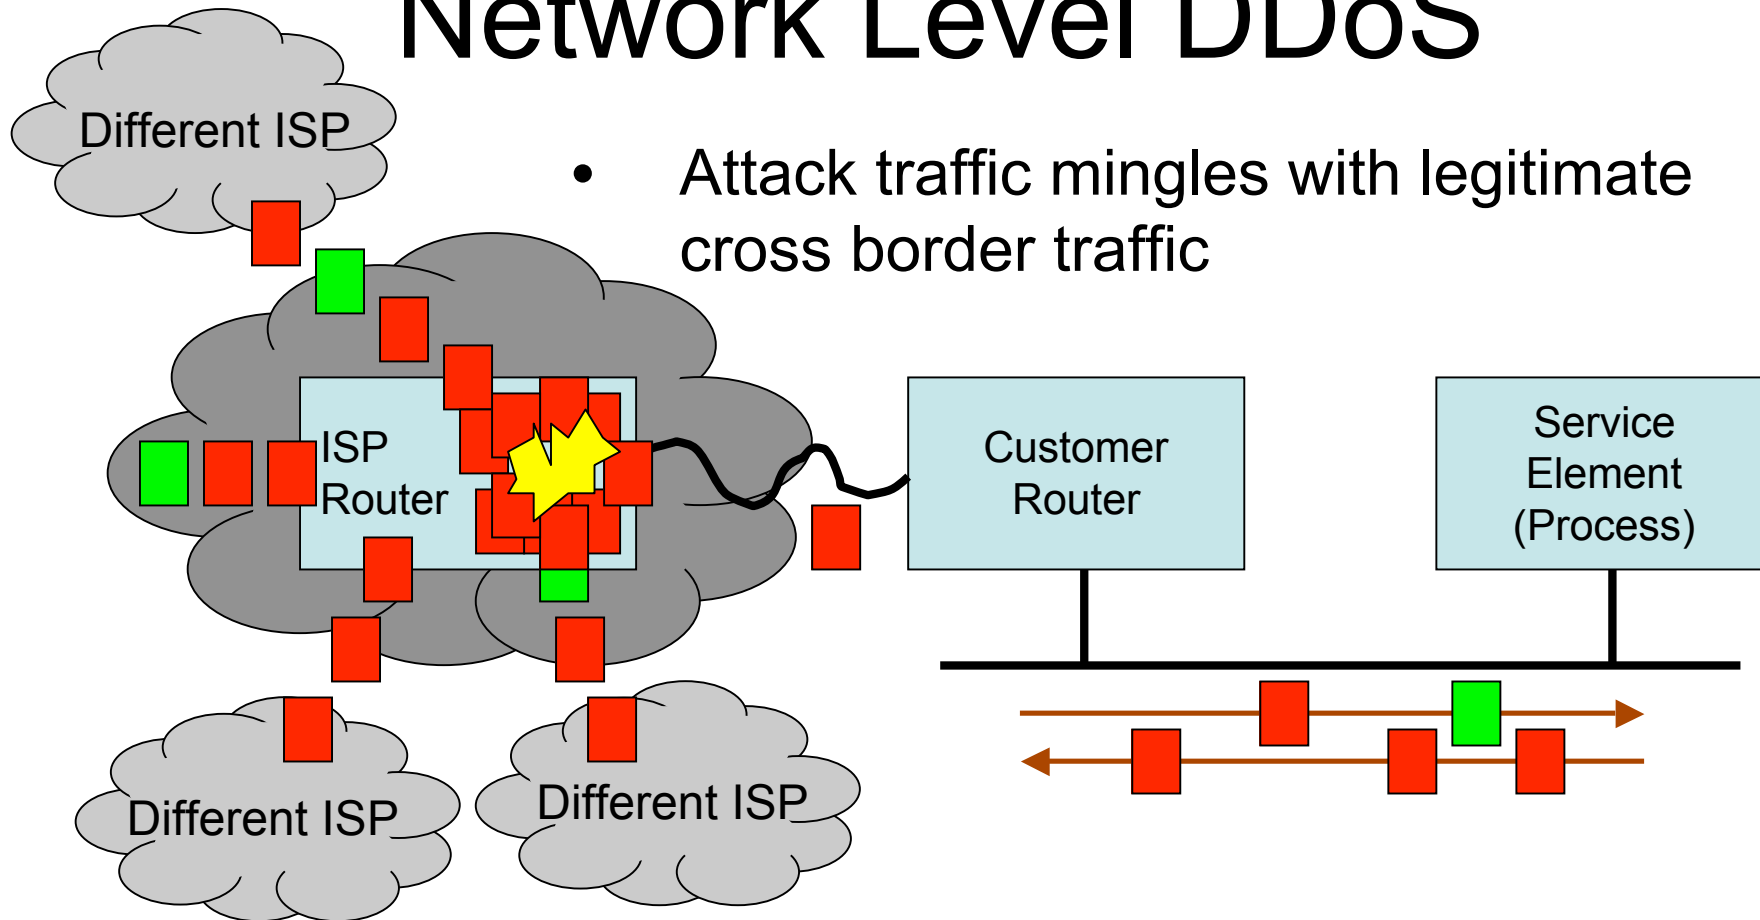 Network Level DDoS
Different ISP
• Attack traffic mingles with legitimate
cross border traffic
ISP
Router
Customer
Router
Service
Element
(Process)
Different ISP
Different ISP